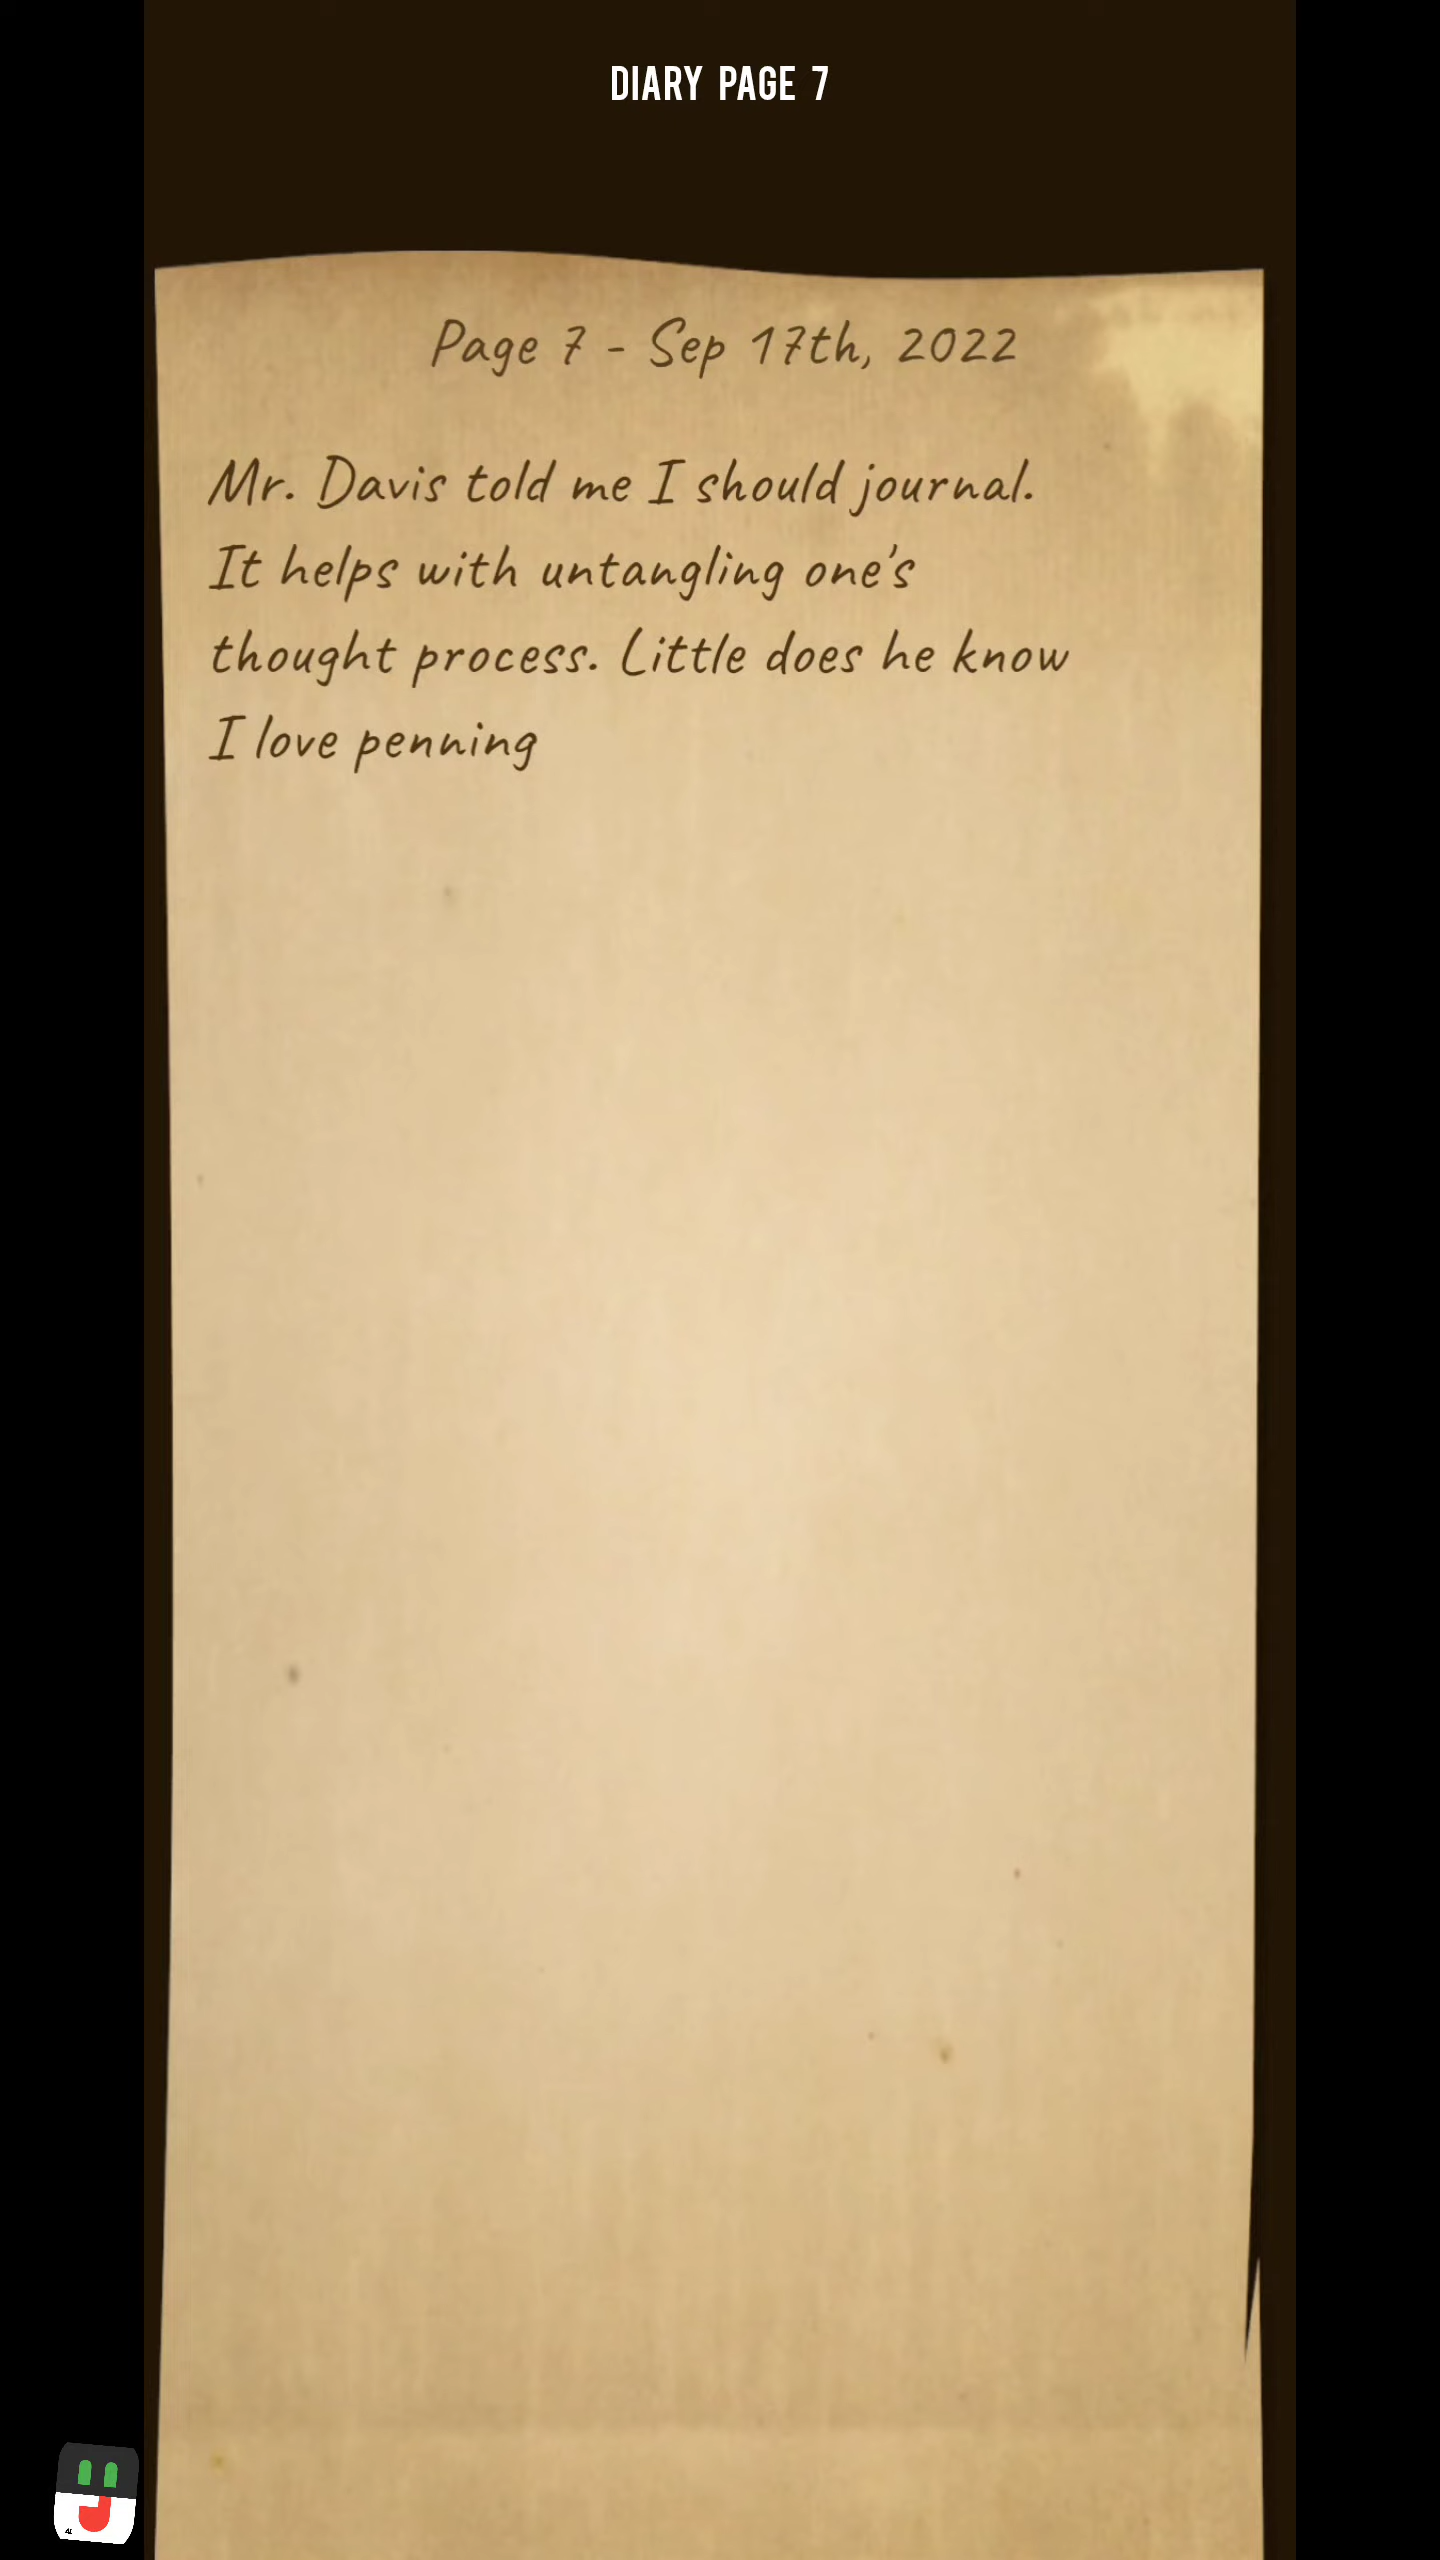 DIARY PAGE 7
Page 7 - Sep 17th, 2022
Mr. Davis told me I should journal.
It helps with untangling one's
thought process. Little does he know
I love penning